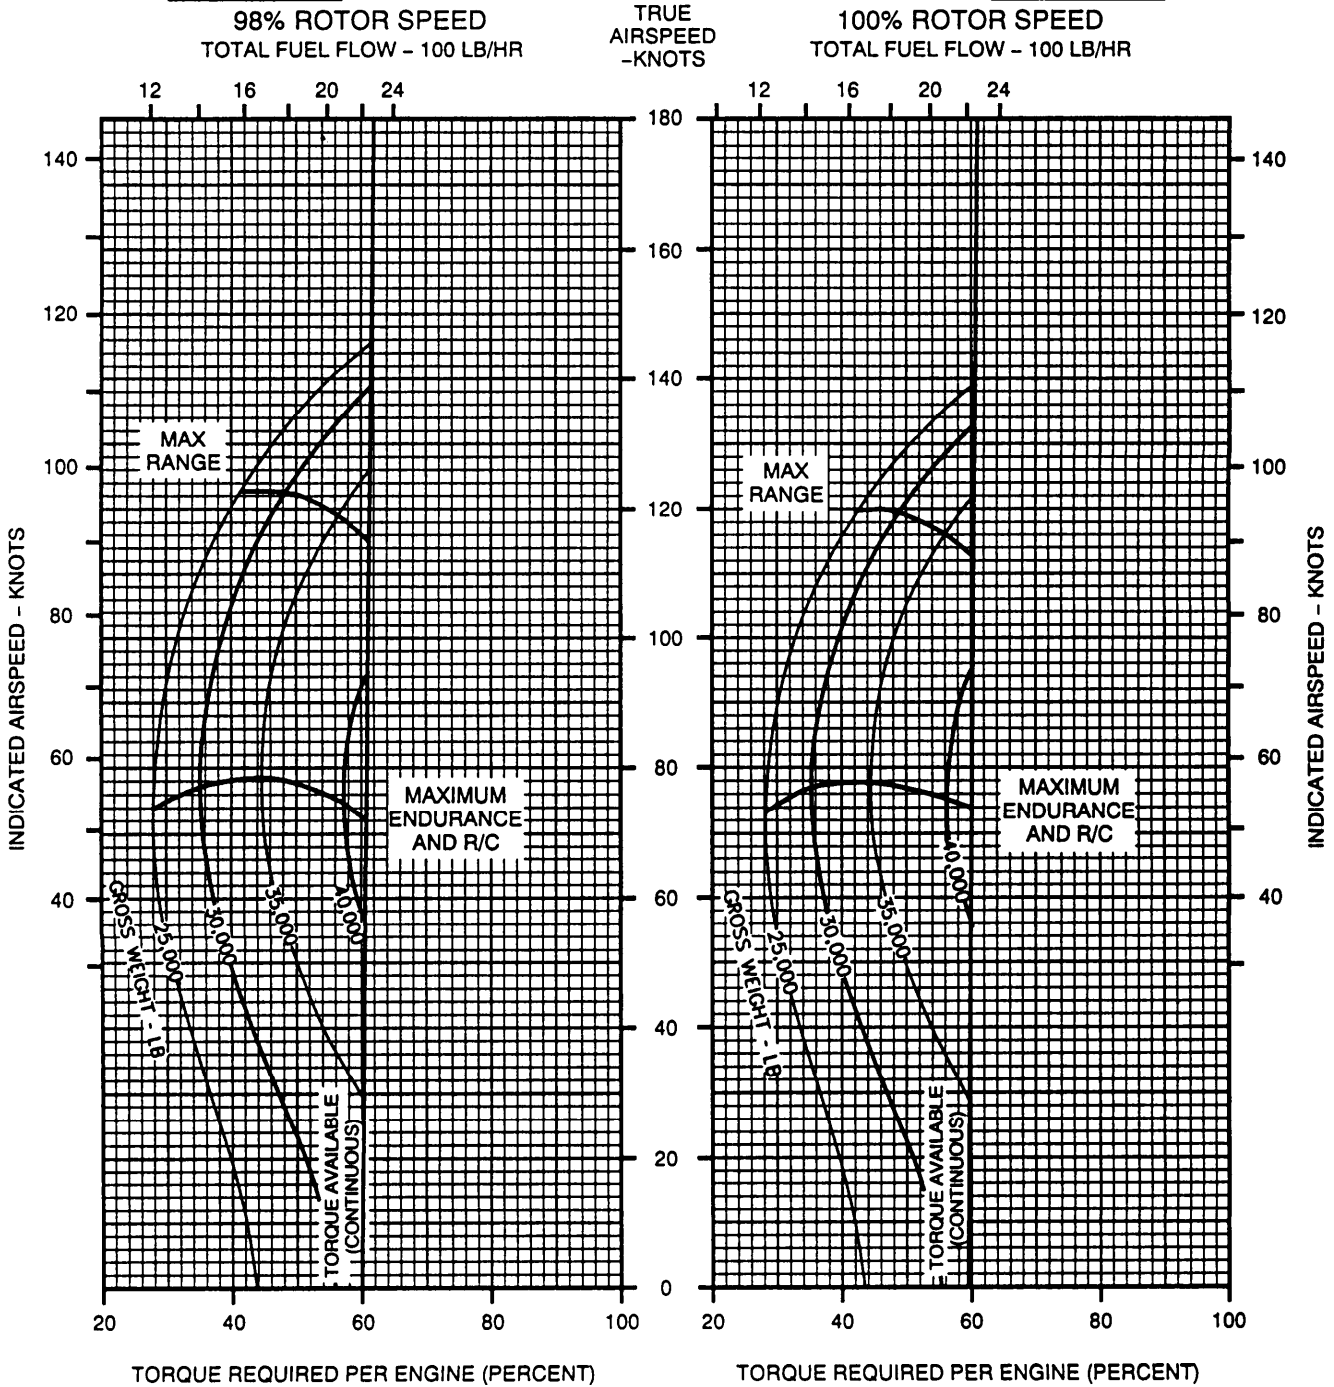 98% ROTOR SPEED
TOTAL FUEL FLOW – 100 LB/HR
TRUE
AIRSPEED
–KNOTS
100% ROTOR SPEED
TOTAL FUEL FLOW – 100 LB/HR
12 16 20 24
12 16 20 24
180
160
140
120
100
80
60
40
20
0
140
120
100
80
60
40
INDICATED AIRSPEED – KNOTS
MAX
RANGE
MAXIMUM
ENDURANCE
AND R/C
GROSS WEIGHT - LB
25,000
30,000
35,000
40,000
TORQUE AVAILABLE
(CONTINUOUS)
20 40 60 80 100
TORQUE REQUIRED PER ENGINE (PERCENT)
MAX
RANGE
MAXIMUM
ENDURANCE
AND R/C
GROSS WEIGHT - LB
25,000
30,000
35,000
40,000
TORQUE AVAILABLE
(CONTINUOUS)
140
120
100
80
60
40
INDICATED AIRSPEED – KNOTS
20 40 60 80 100
TORQUE REQUIRED PER ENGINE (PERCENT)